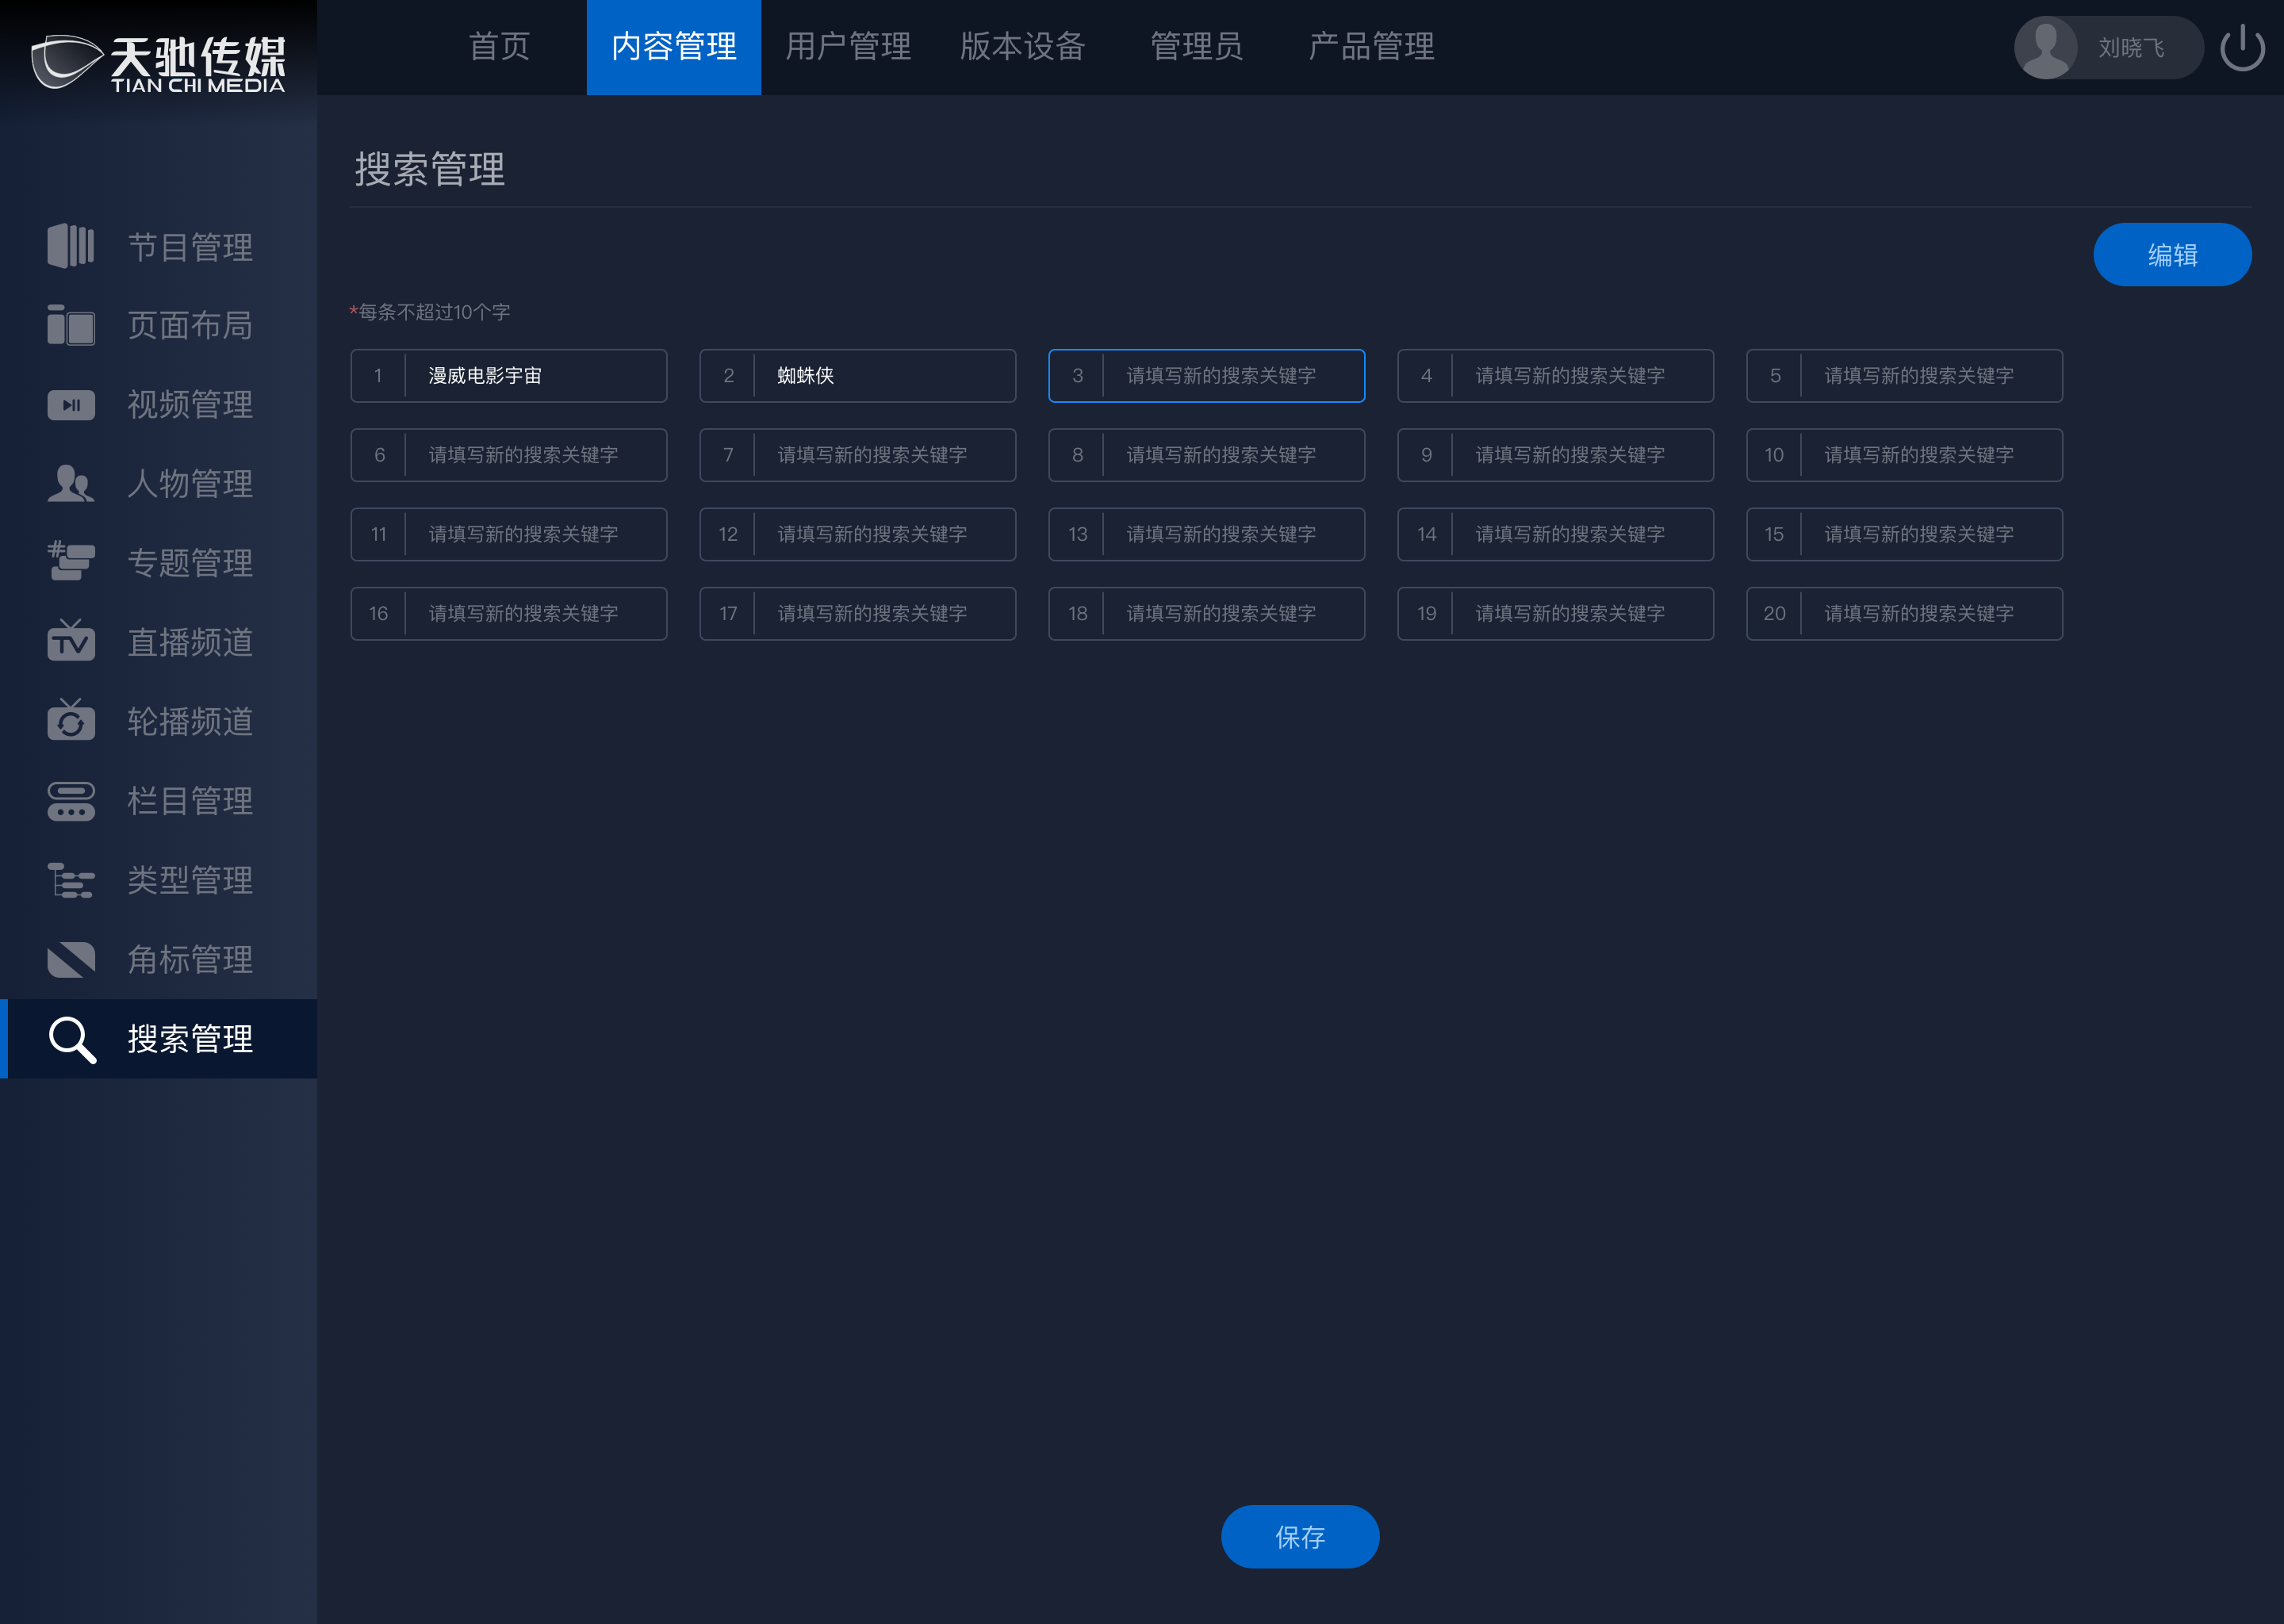 天驰传媒
TIAN CHI MEDIA
首页 内容管理 用户管理 版本设备 管理员 产品管理 刘晓飞
节目管理
页面布局
视频管理
人物管理
专题管理
TV 直播频道
轮播频道
栏目管理
类型管理
角标管理
搜索管理
搜索管理
编辑
*每条不超过10个字
1 漫威电影宇宙 2 蜘蛛侠 3 请填写新的搜索关键字 4 请填写新的搜索关键字 5 请填写新的搜索关键字
6 请填写新的搜索关键字 7 请填写新的搜索关键字 8 请填写新的搜索关键字 9 请填写新的搜索关键字 10 请填写新的搜索关键字
11 请填写新的搜索关键字 12 请填写新的搜索关键字 13 请填写新的搜索关键字 14 请填写新的搜索关键字 15 请填写新的搜索关键字
16 请填写新的搜索关键字 17 请填写新的搜索关键字 18 请填写新的搜索关键字 19 请填写新的搜索关键字 20 请填写新的搜索关键字
保存